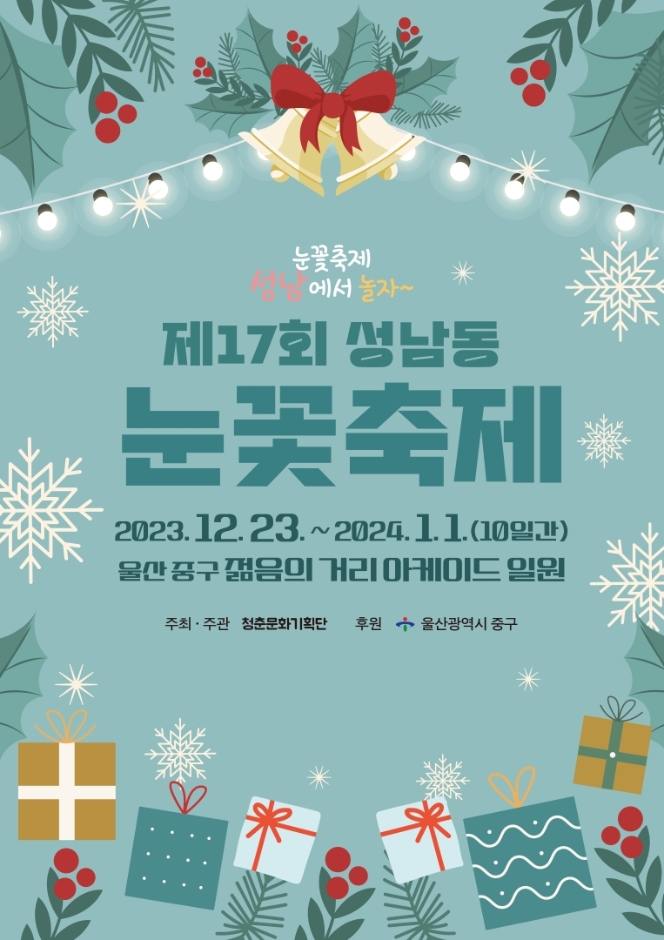 눈꽃축제
성남에서 놀자~
제17회 성남동
눈꽃축제
2023. 12. 23. ~ 2024. 1. 1. (10일간)
울산 중구 젊음의 거리 아케이드 일원
주최·주관 청춘문화기획단 후원 울산광역시 중구